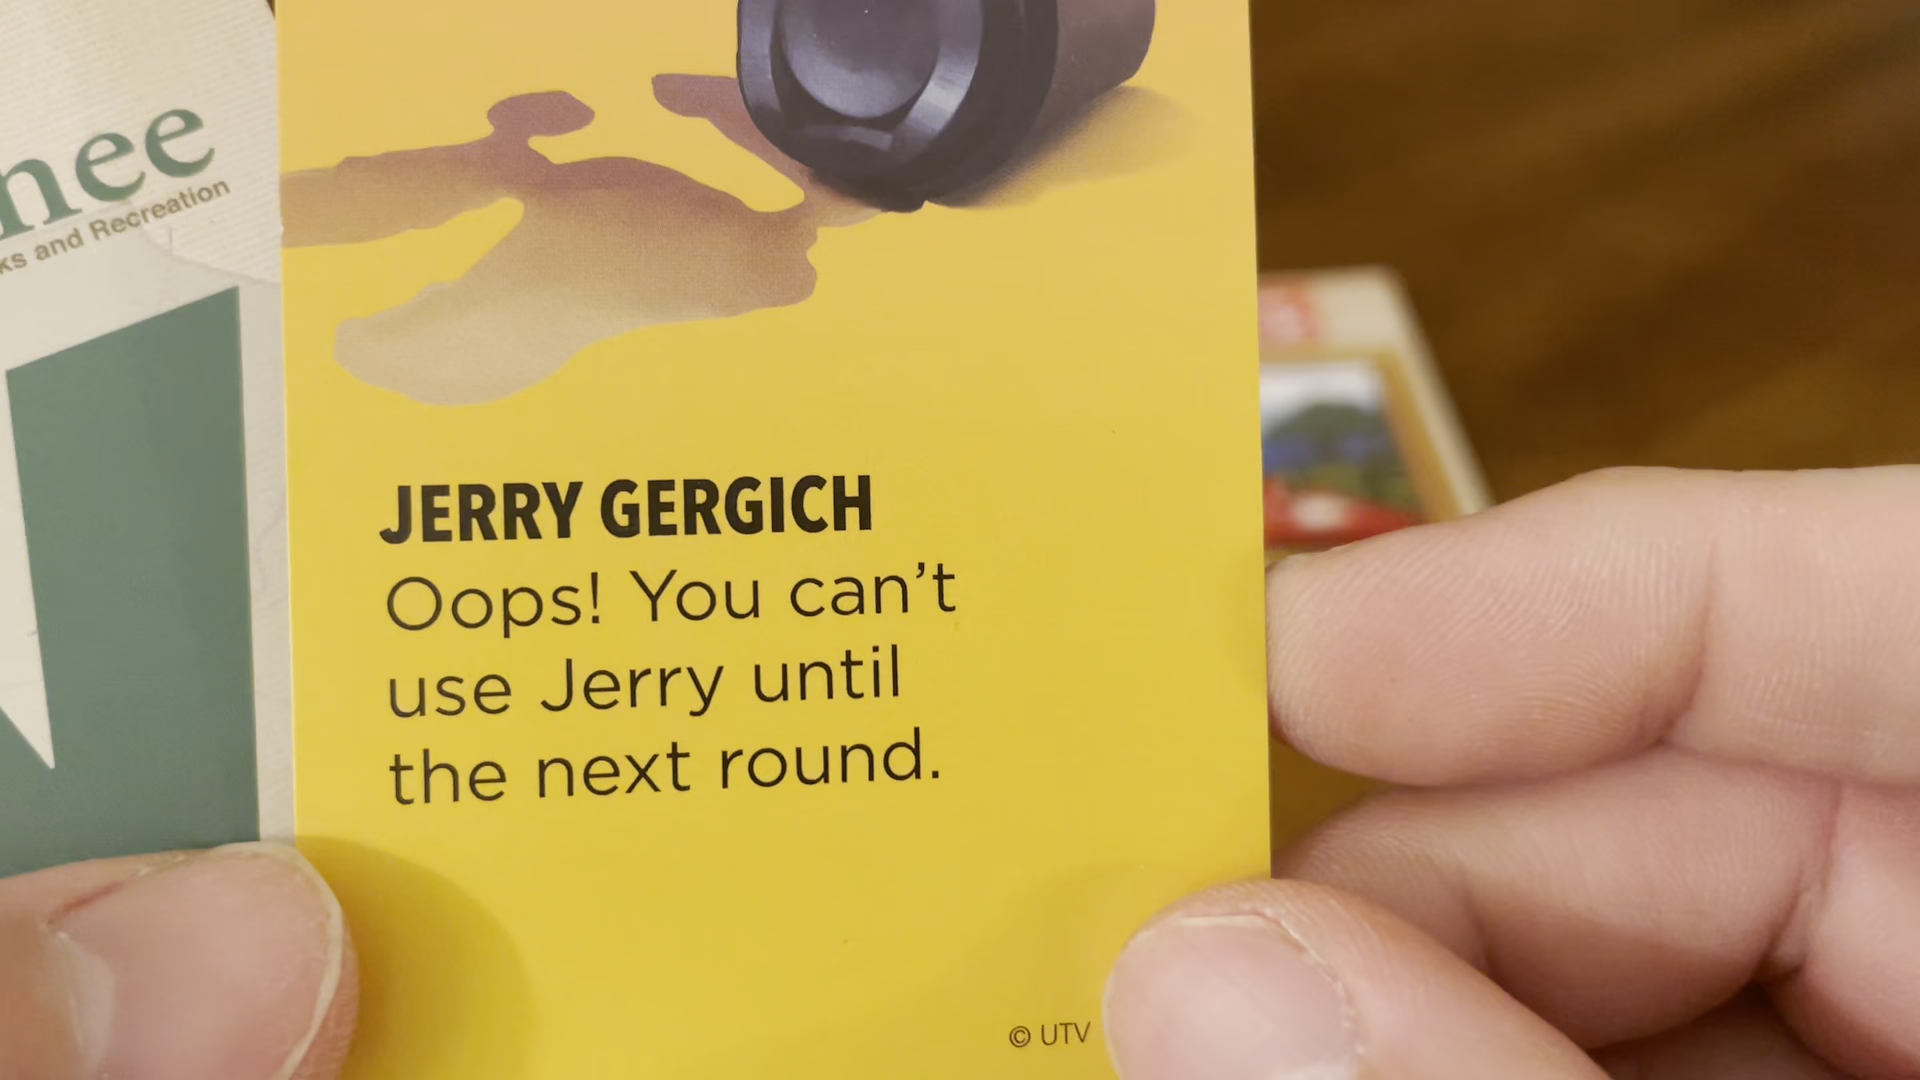 nee
ks and Recreation
JERRY GERGICH
Oops! You can't
use Jerry until
the next round.
© UTV